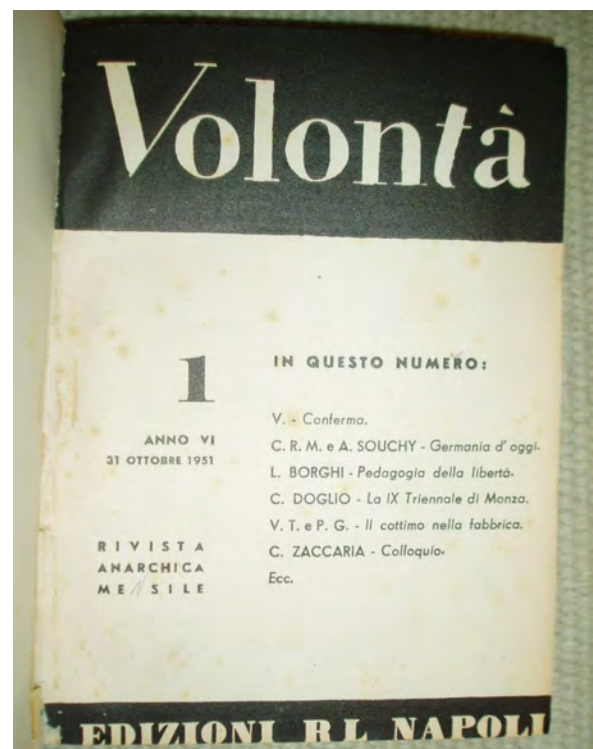 Volontà
1
ANNO VI
31 OTTOBRE 1951
RIVISTA
ANARCHICA
MENSILE
IN QUESTO NUMERO:
V. - Conferma.
C. R. M. e A. SOUCHY - Germania d'oggi.
L. BORGHI - Pedagogia della libertà.
C. DOGLIO - La IX Triennale di Monza.
V. T. e P. G. - Il cottimo nella fabbrica.
C. ZACCARIA - Colloquio.
Ecc.
EDIZIONI RL NAPOLI